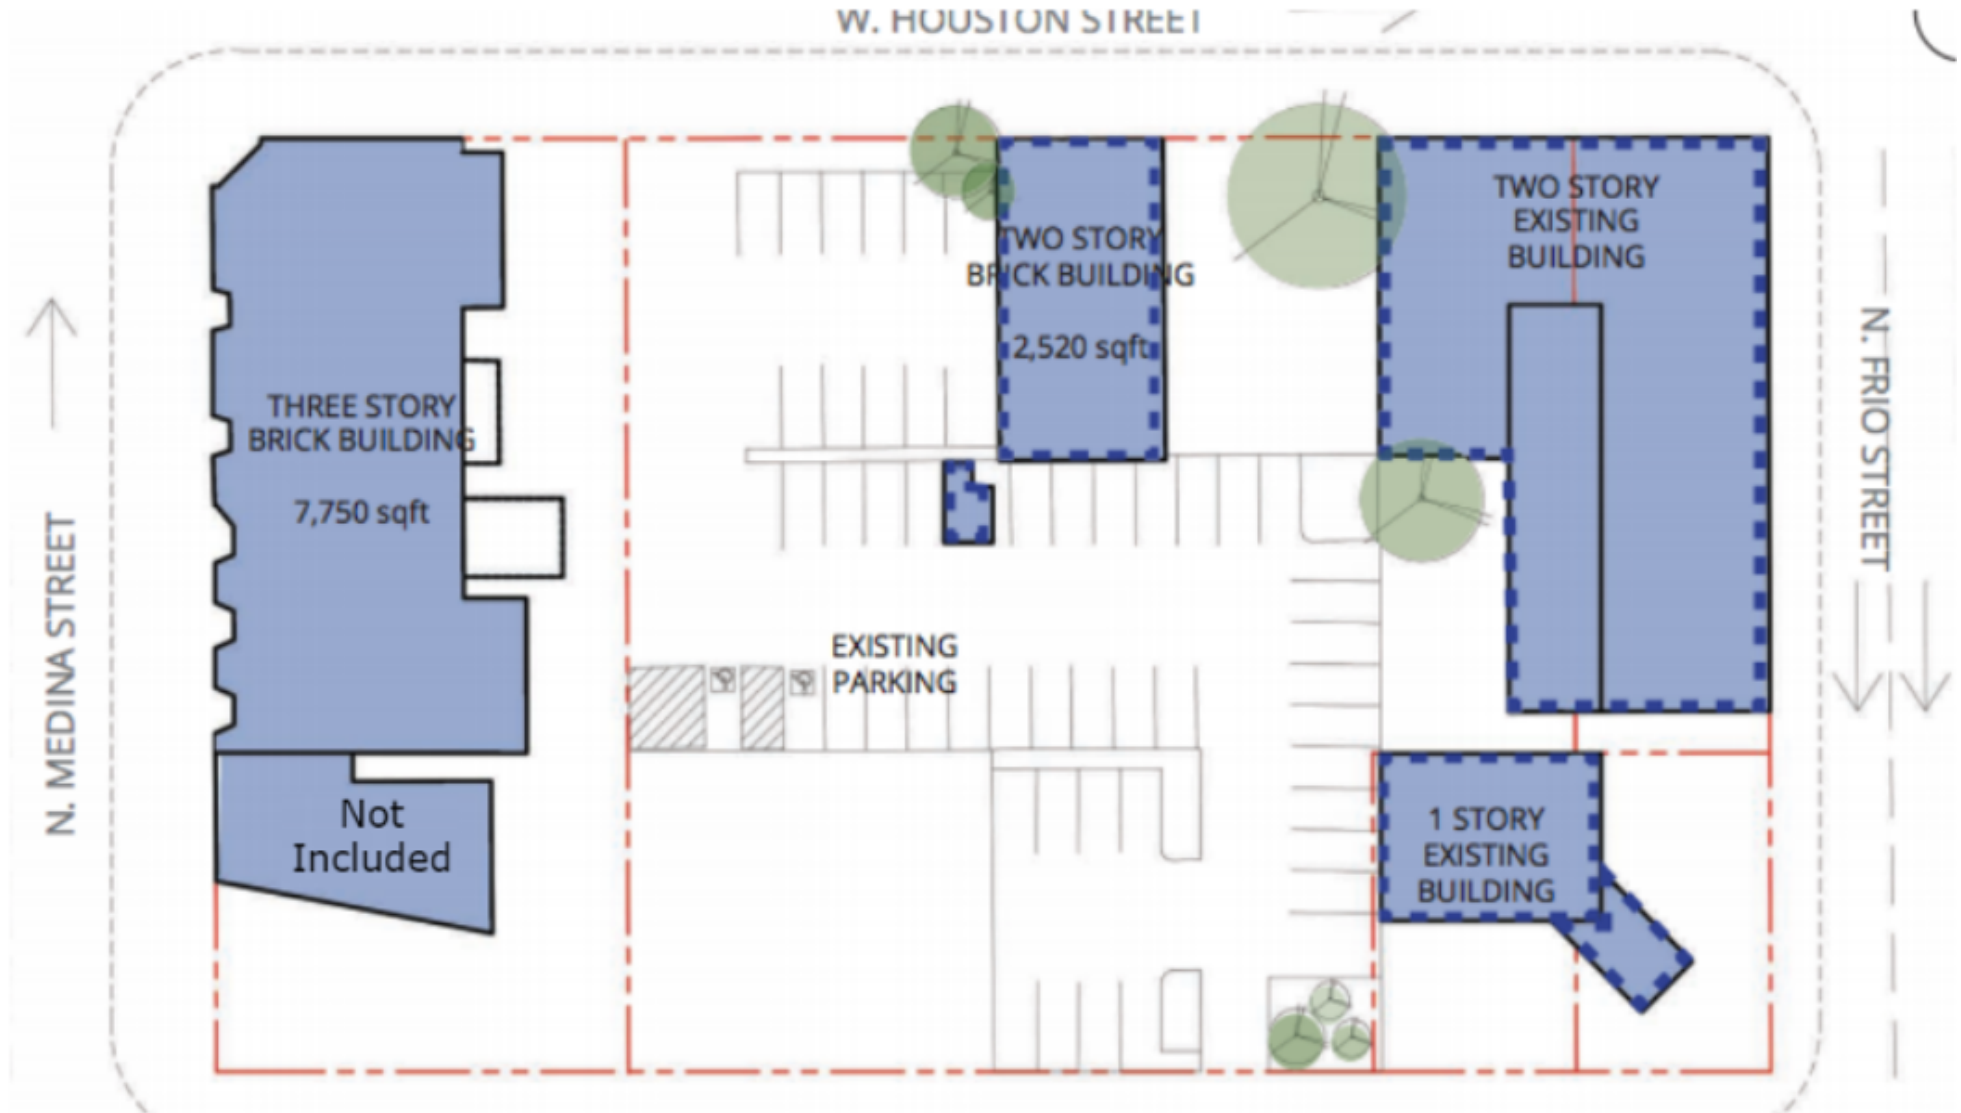 W. HOUSTON STREET
TWO STORY
EXISTING
BUILDING
TWO STORY
BRICK BUILDING
2,520 sqft
N. FRIO STREET
THREE STORY
BRICK BUILDING
7,750 sqft
N. MEDINA STREET
EXISTING
PARKING
Not
Included
1 STORY
EXISTING
BUILDING